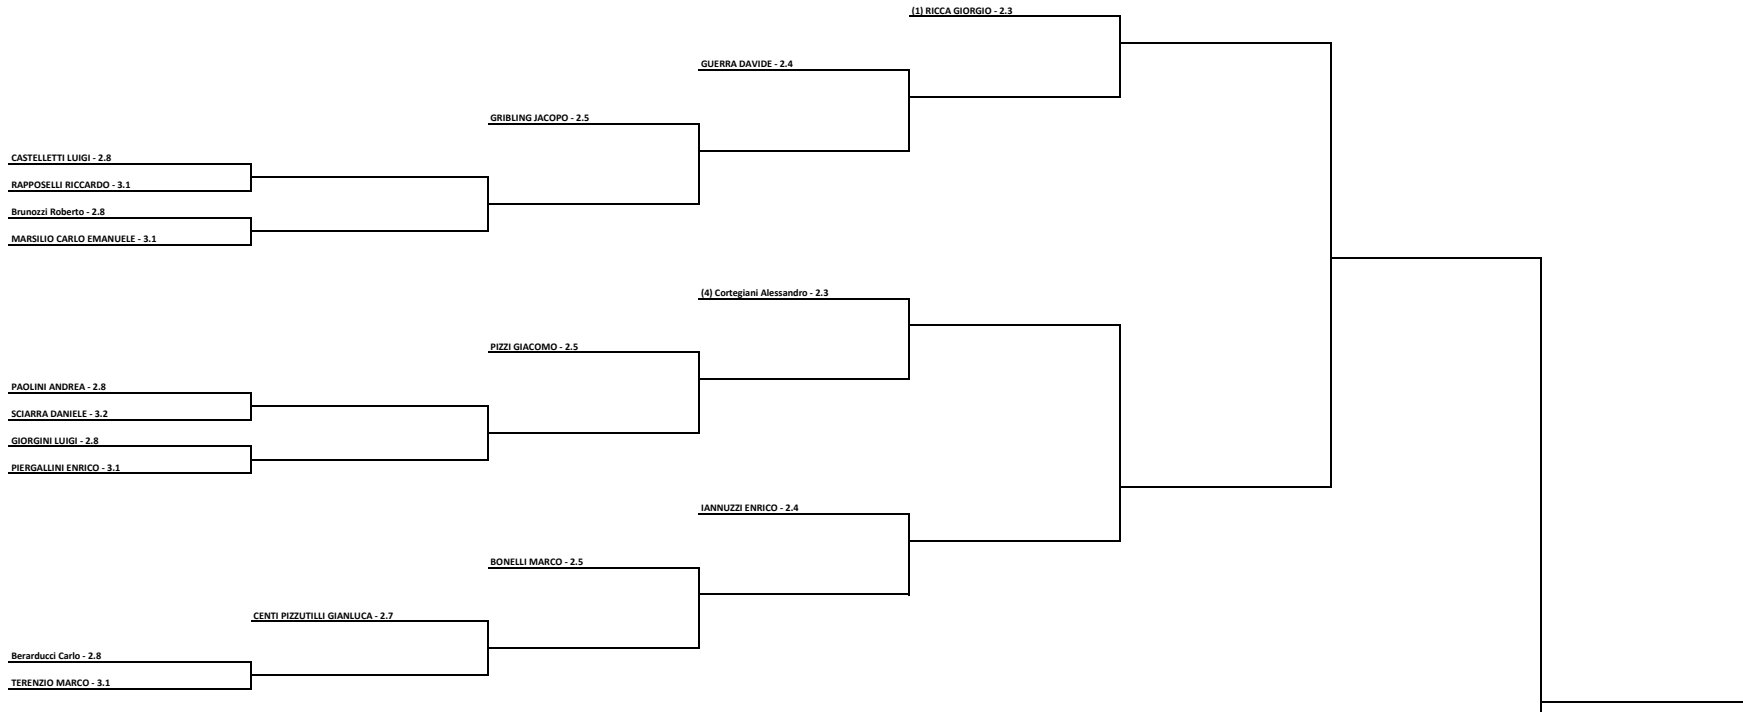 (1) RICCA GIORGIO - 2.3
GUERRA DAVIDE - 2.4
GRIBLING JACOPO - 2.5
CASTELLETTI LUIGI - 2.8
RAPPOSELLI RICCARDO - 3.1
Brunozzi Roberto - 2.8
MARSILIO CARLO EMANUELE - 3.1
(4) Cortegiani Alessandro - 2.3
PIZZI GIACOMO - 2.5
PAOLINI ANDREA - 2.8
SCIARRA DANIELE - 3.2
GIORGINI LUIGI - 2.8
PIERGALLINI ENRICO - 3.1
IANNUZZI ENRICO - 2.4
BONELLI MARCO - 2.5
CENTI PIZZUTILLI GIANLUCA - 2.7
Berarducci Carlo - 2.8
TERENZIO MARCO - 3.1